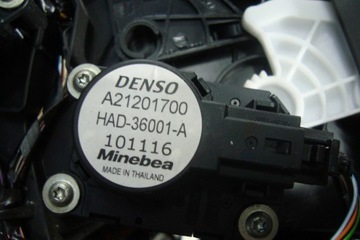 DENSO
A21201700
HAD-36001-A
101116
Minebea
MADE IN THAILAND